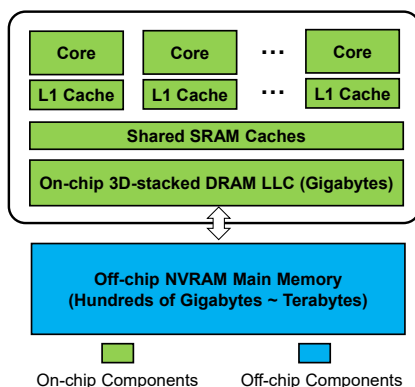 Core Core ··· Core
L1 Cache L1 Cache ··· L1 Cache
Shared SRAM Caches
On-chip 3D-stacked DRAM LLC (Gigabytes)
Off-chip NVRAM Main Memory
(Hundreds of Gigabytes ~ Terabytes)
On-chip Components Off-chip Components